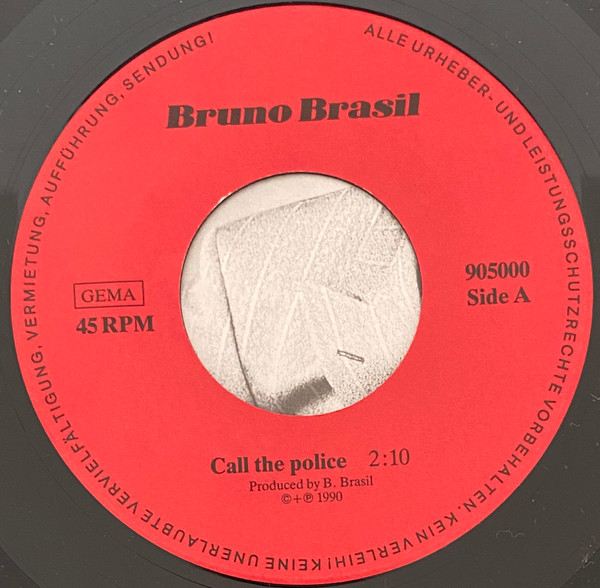 ALLE URHEBER- UND LEISTUNGSSCHUTZRECHTE VORBEHALTEN. KEIN VERLEIH! KEINE UNERLAUBTE VERVIELFÄLTIGUNG, VERMIETUNG, AUFFÜHRUNG, SENDUNG!
Bruno Brasil
GEMA
45 RPM
905000
Side A
Call the police 2:10
Produced by B. Brasil
©+℗ 1990